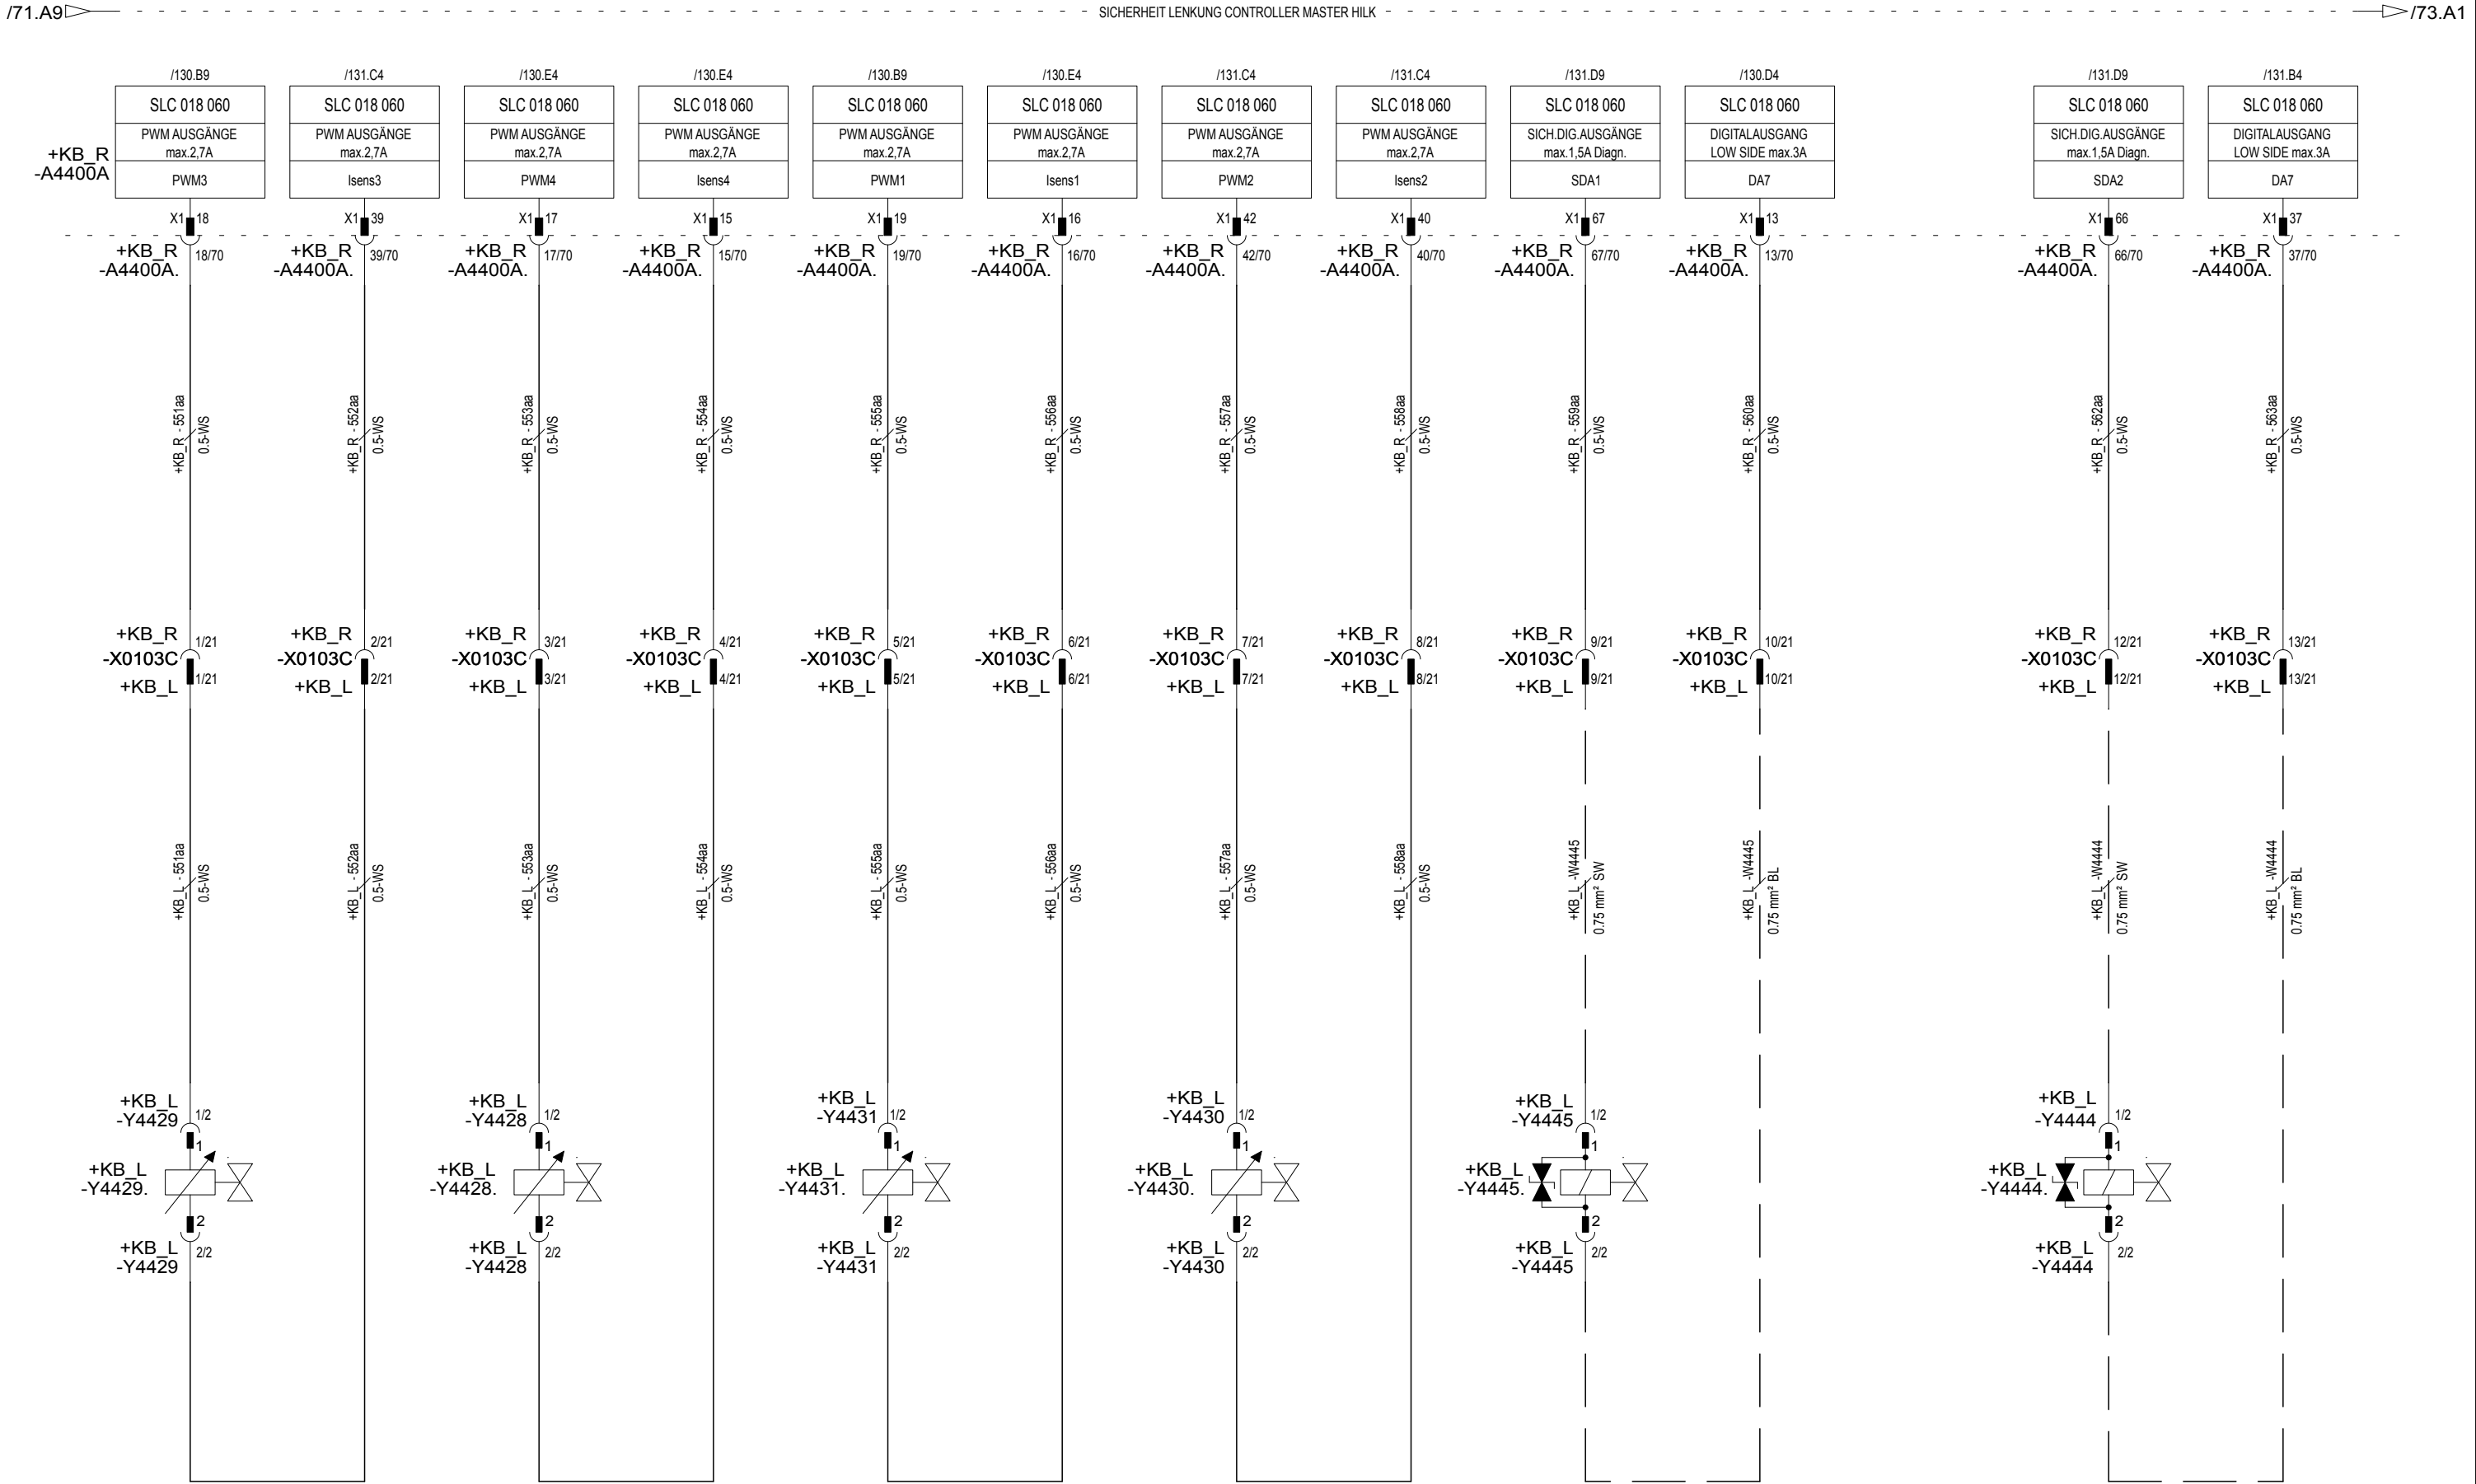 /71.A9 SICHERHEIT LENKUNG CONTROLLER MASTER HILK /73.A1
/130.B9 /131.C4 /130.E4 /130.E4 /130.B9 /130.E4 /131.C4 /131.C4 /131.D9 /130.D4 /131.D9 /131.B4
SLC 018 060 SLC 018 060 SLC 018 060 SLC 018 060 SLC 018 060 SLC 018 060 SLC 018 060 SLC 018 060 SLC 018 060 SLC 018 060 SLC 018 060 SLC 018 060
PWM AUSGÄNGE PWM AUSGÄNGE PWM AUSGÄNGE PWM AUSGÄNGE PWM AUSGÄNGE PWM AUSGÄNGE PWM AUSGÄNGE PWM AUSGÄNGE SICH.DIG.AUSGÄNGE DIGITALAUSGANG SICH.DIG.AUSGÄNGE DIGITALAUSGANG
+KB_R max.2,7A max.2,7A max.2,7A max.2,7A max.2,7A max.2,7A max.2,7A max.2,7A max.1,5A Diagn. LOW SIDE max.3A max.1,5A Diagn. LOW SIDE max.3A
-A4400A PWM3 Isens3 PWM4 Isens4 PWM1 Isens1 PWM2 Isens2 SDA1 DA7 SDA2 DA7
X1 18 X1 39 X1 17 X1 15 X1 19 X1 16 X1 42 X1 40 X1 67 X1 13 X1 66 X1 37
+KB_R 18/70 +KB_R 39/70 +KB_R 17/70 +KB_R 15/70 +KB_R 19/70 +KB_R 16/70 +KB_R 42/70 +KB_R 40/70 +KB_R 67/70 +KB_R 13/70 +KB_R 66/70 +KB_R 37/70
-A4400A. -A4400A. -A4400A. -A4400A. -A4400A. -A4400A. -A4400A. -A4400A. -A4400A. -A4400A. -A4400A. -A4400A.
+KB_R - 551aa +KB_R - 552aa +KB_R - 553aa +KB_R - 554aa +KB_R - 555aa +KB_R - 556aa +KB_R - 557aa +KB_R - 558aa +KB_R - 559aa +KB_R - 560aa +KB_R - 562aa +KB_R - 563aa
0.5-WS 0.5-WS 0.5-WS 0.5-WS 0.5-WS 0.5-WS 0.5-WS 0.5-WS 0.5-WS 0.5-WS 0.5-WS 0.5-WS
+KB_R 1/21 +KB_R 2/21 +KB_R 3/21 +KB_R 4/21 +KB_R 5/21 +KB_R 6/21 +KB_R 7/21 +KB_R 8/21 +KB_R 9/21 +KB_R 10/21 +KB_R 12/21 +KB_R 13/21
-X0103C -X0103C -X0103C -X0103C -X0103C -X0103C -X0103C -X0103C -X0103C -X0103C -X0103C -X0103C
+KB_L 1/21 +KB_L 2/21 +KB_L 3/21 +KB_L 4/21 +KB_L 5/21 +KB_L 6/21 +KB_L 7/21 +KB_L 8/21 +KB_L 9/21 +KB_L 10/21 +KB_L 12/21 +KB_L 13/21
+KB_L - 551aa +KB_L - 552aa +KB_L - 553aa +KB_L - 554aa +KB_L - 555aa +KB_L - 556aa +KB_L - 557aa +KB_L - 558aa +KB_L -W4445 +KB_L -W4445 +KB_L -W4444 +KB_L -W4444
0.5-WS 0.5-WS 0.5-WS 0.5-WS 0.5-WS 0.5-WS 0.5-WS 0.5-WS 0.75 mm² SW 0.75 mm² BL 0.75 mm² SW 0.75 mm² BL
+KB_L +KB_L +KB_L +KB_L +KB_L +KB_L
-Y4429 1/2 -Y4428 1/2 -Y4431 1/2 -Y4430 1/2 -Y4445 1/2 -Y4444 1/2
1 1 1 1 1 1
+KB_L +KB_L +KB_L +KB_L +KB_L +KB_L
-Y4429. -Y4428. -Y4431. -Y4430. -Y4445. -Y4444.
2 2 2 2 2 2
+KB_L 2/2 +KB_L 2/2 +KB_L 2/2 +KB_L 2/2 +KB_L 2/2 +KB_L 2/2
-Y4429 -Y4428 -Y4431 -Y4430 -Y4445 -Y4444